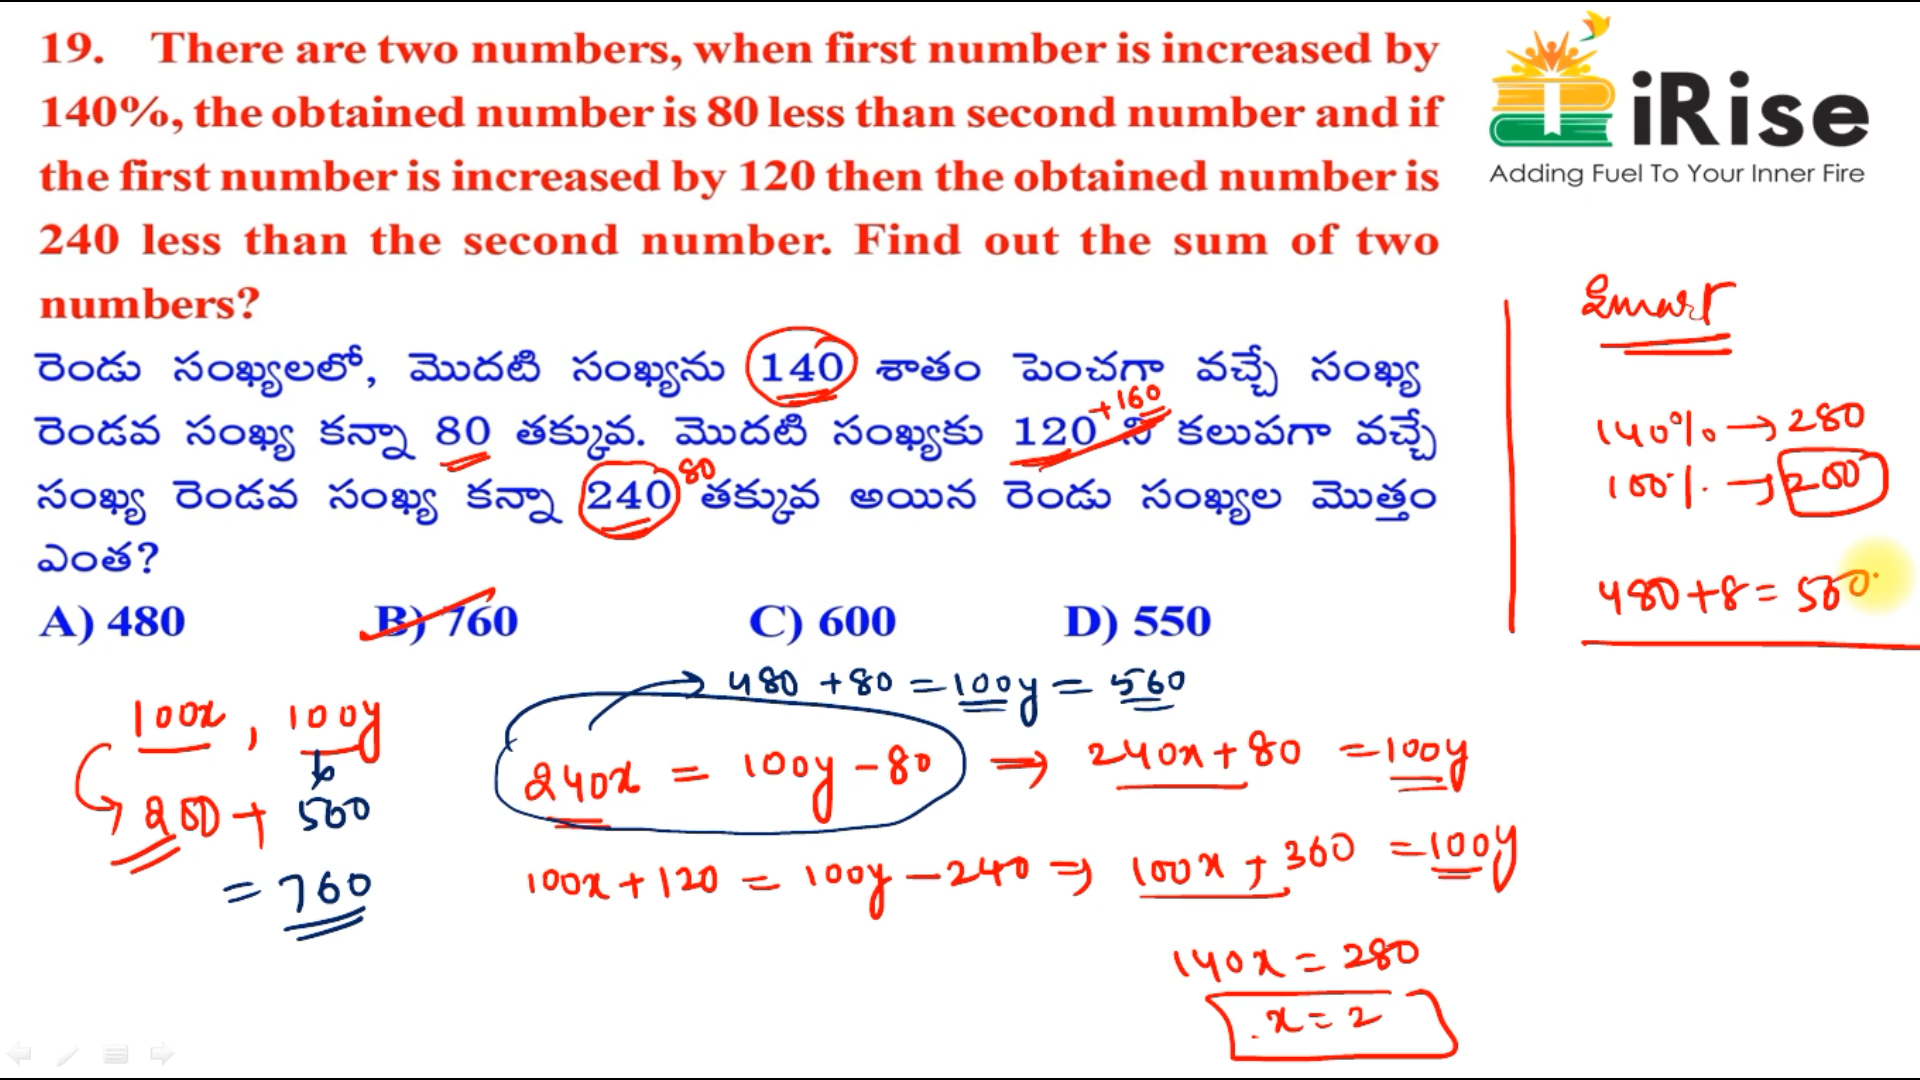 19. There are two numbers, when first number is increased by
140%, the obtained number is 80 less than second number and if
the first number is increased by 120 then the obtained number is
240 less than the second number. Find out the sum of two
numbers?
రెండు సంఖ్యలలో, మొదటి సంఖ్యను 140 శాతం పెంచగా వచ్చే సంఖ్య
+160
రెండవ సంఖ్య కన్నా 80 తక్కువ. మొదటి సంఖ్యకు 120 ని కలుపగా వచ్చే
80
సంఖ్య రెండవ సంఖ్య కన్నా 240 తక్కువ అయిన రెండు సంఖ్యల మొత్తం
ఎంత?
A) 480 B) 760 C) 600 D) 550
iRise
Adding Fuel To Your Inner Fire
Smart
140% → 280
100% → 200
480+8 = 560
100x, 100y
200 + 560
= 760
480 + 80 = 100y = 560
240x = 100y - 80 → 240x + 80 = 100y
100x + 120 = 100y - 240 ⇒ 100x + 360 = 100y
140x = 280
x = 2